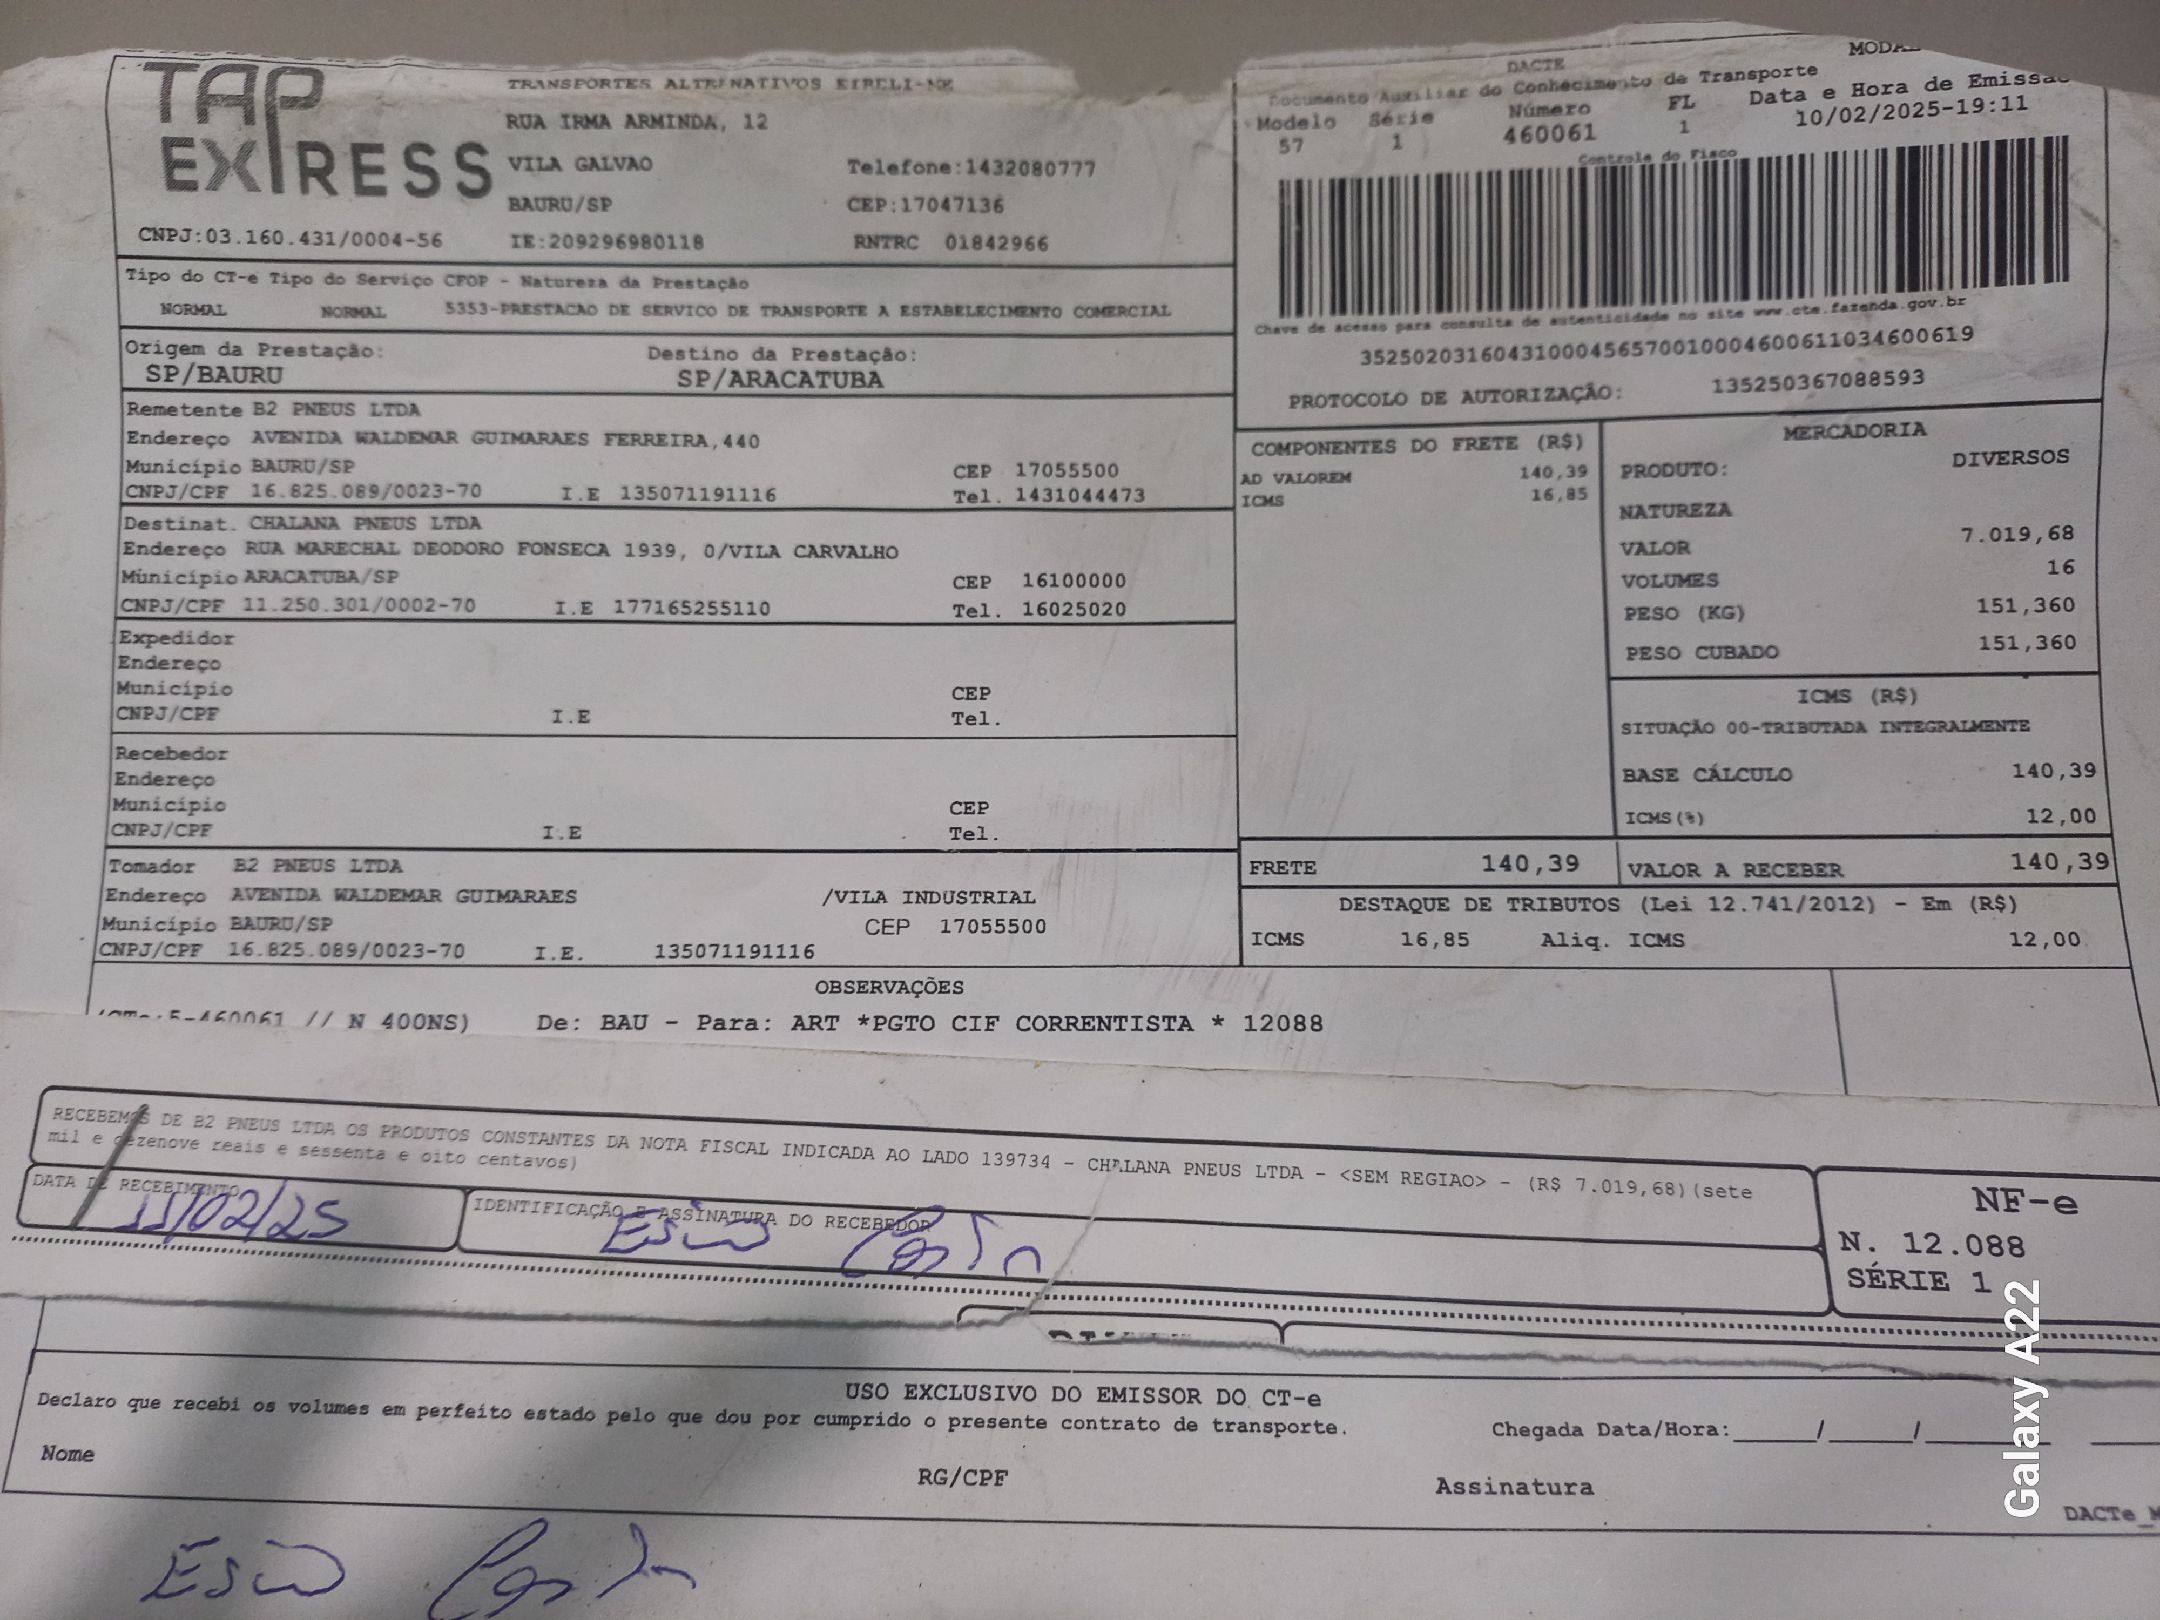 TAP
EXPRESS
TRANSPORTES ALTERNATIVOS EIRELI-ME
RUA IRMA ARMINDA, 12
VILA GALVAO Telefone:1432080777
BAURU/SP CEP:17047136
CNPJ:03.160.431/0004-56 IE:209296980118 RNTRC 01842966
DACTE
Documento Auxiliar do Conhecimento de Transporte
Modelo Série Número FL Data e Hora de Emissão
57 1 460061 1 10/02/2025-19:11
Controle do Fisco
Chave de acesso para consulta de autenticidade no site www.cte.fazenda.gov.br
35250203160431000456570010004600611034600619
PROTOCOLO DE AUTORIZAÇÃO: 135250367088593
Tipo do CT-e Tipo do Serviço CFOP - Natureza da Prestação
NORMAL NORMAL 5353-PRESTACAO DE SERVICO DE TRANSPORTE A ESTABELECIMENTO COMERCIAL
Origem da Prestação: Destino da Prestação:
SP/BAURU SP/ARACATUBA
Remetente B2 PNEUS LTDA
Endereço AVENIDA WALDEMAR GUIMARAES FERREIRA,440
Município BAURU/SP CEP 17055500
CNPJ/CPF 16.825.089/0023-70 I.E 135071191116 Tel. 1431044473
Destinat. CHALANA PNEUS LTDA
Endereço RUA MARECHAL DEODORO FONSECA 1939, 0/VILA CARVALHO
Município ARACATUBA/SP CEP 16100000
CNPJ/CPF 11.250.301/0002-70 I.E 177165255110 Tel. 16025020
Expedidor
Endereço
Município CEP
CNPJ/CPF I.E Tel.
Recebedor
Endereço
Município CEP
CNPJ/CPF I.E Tel.
Tomador B2 PNEUS LTDA
Endereço AVENIDA WALDEMAR GUIMARAES /VILA INDUSTRIAL
Município BAURU/SP CEP 17055500
CNPJ/CPF 16.825.089/0023-70 I.E. 135071191116
COMPONENTES DO FRETE (R$)
AD VALOREM 140,39
ICMS 16,85
MERCADORIA
PRODUTO: DIVERSOS
NATUREZA
VALOR 7.019,68
VOLUMES 16
PESO (KG) 151,360
PESO CUBADO 151,360
ICMS (R$)
SITUAÇÃO 00-TRIBUTADA INTEGRALMENTE
BASE CÁLCULO 140,39
ICMS(%) 12,00
FRETE 140,39 VALOR A RECEBER 140,39
DESTAQUE DE TRIBUTOS (Lei 12.741/2012) - Em (R$)
ICMS 16,85 Aliq. ICMS 12,00
OBSERVAÇÕES
5-460061 // N 400NS) De: BAU - Para: ART *PGTO CIF CORRENTISTA * 12088
RECEBEMOS DE B2 PNEUS LTDA OS PRODUTOS CONSTANTES DA NOTA FISCAL INDICADA AO LADO 139734 - CHALANA PNEUS LTDA - <SEM REGIAO> - (R$ 7.019,68)(sete
mil e dezenove reais e sessenta e oito centavos)
DATA DE RECEBIMENTO IDENTIFICAÇÃO E ASSINATURA DO RECEBEDOR
11/02/25
NF-e
N. 12.088
SÉRIE 1
USO EXCLUSIVO DO EMISSOR DO CT-e
Declaro que recebi os volumes em perfeito estado pelo que dou por cumprido o presente contrato de transporte.
Chegada Data/Hora:_____/_____/_____
Nome RG/CPF Assinatura
DACTe
Galaxy A22